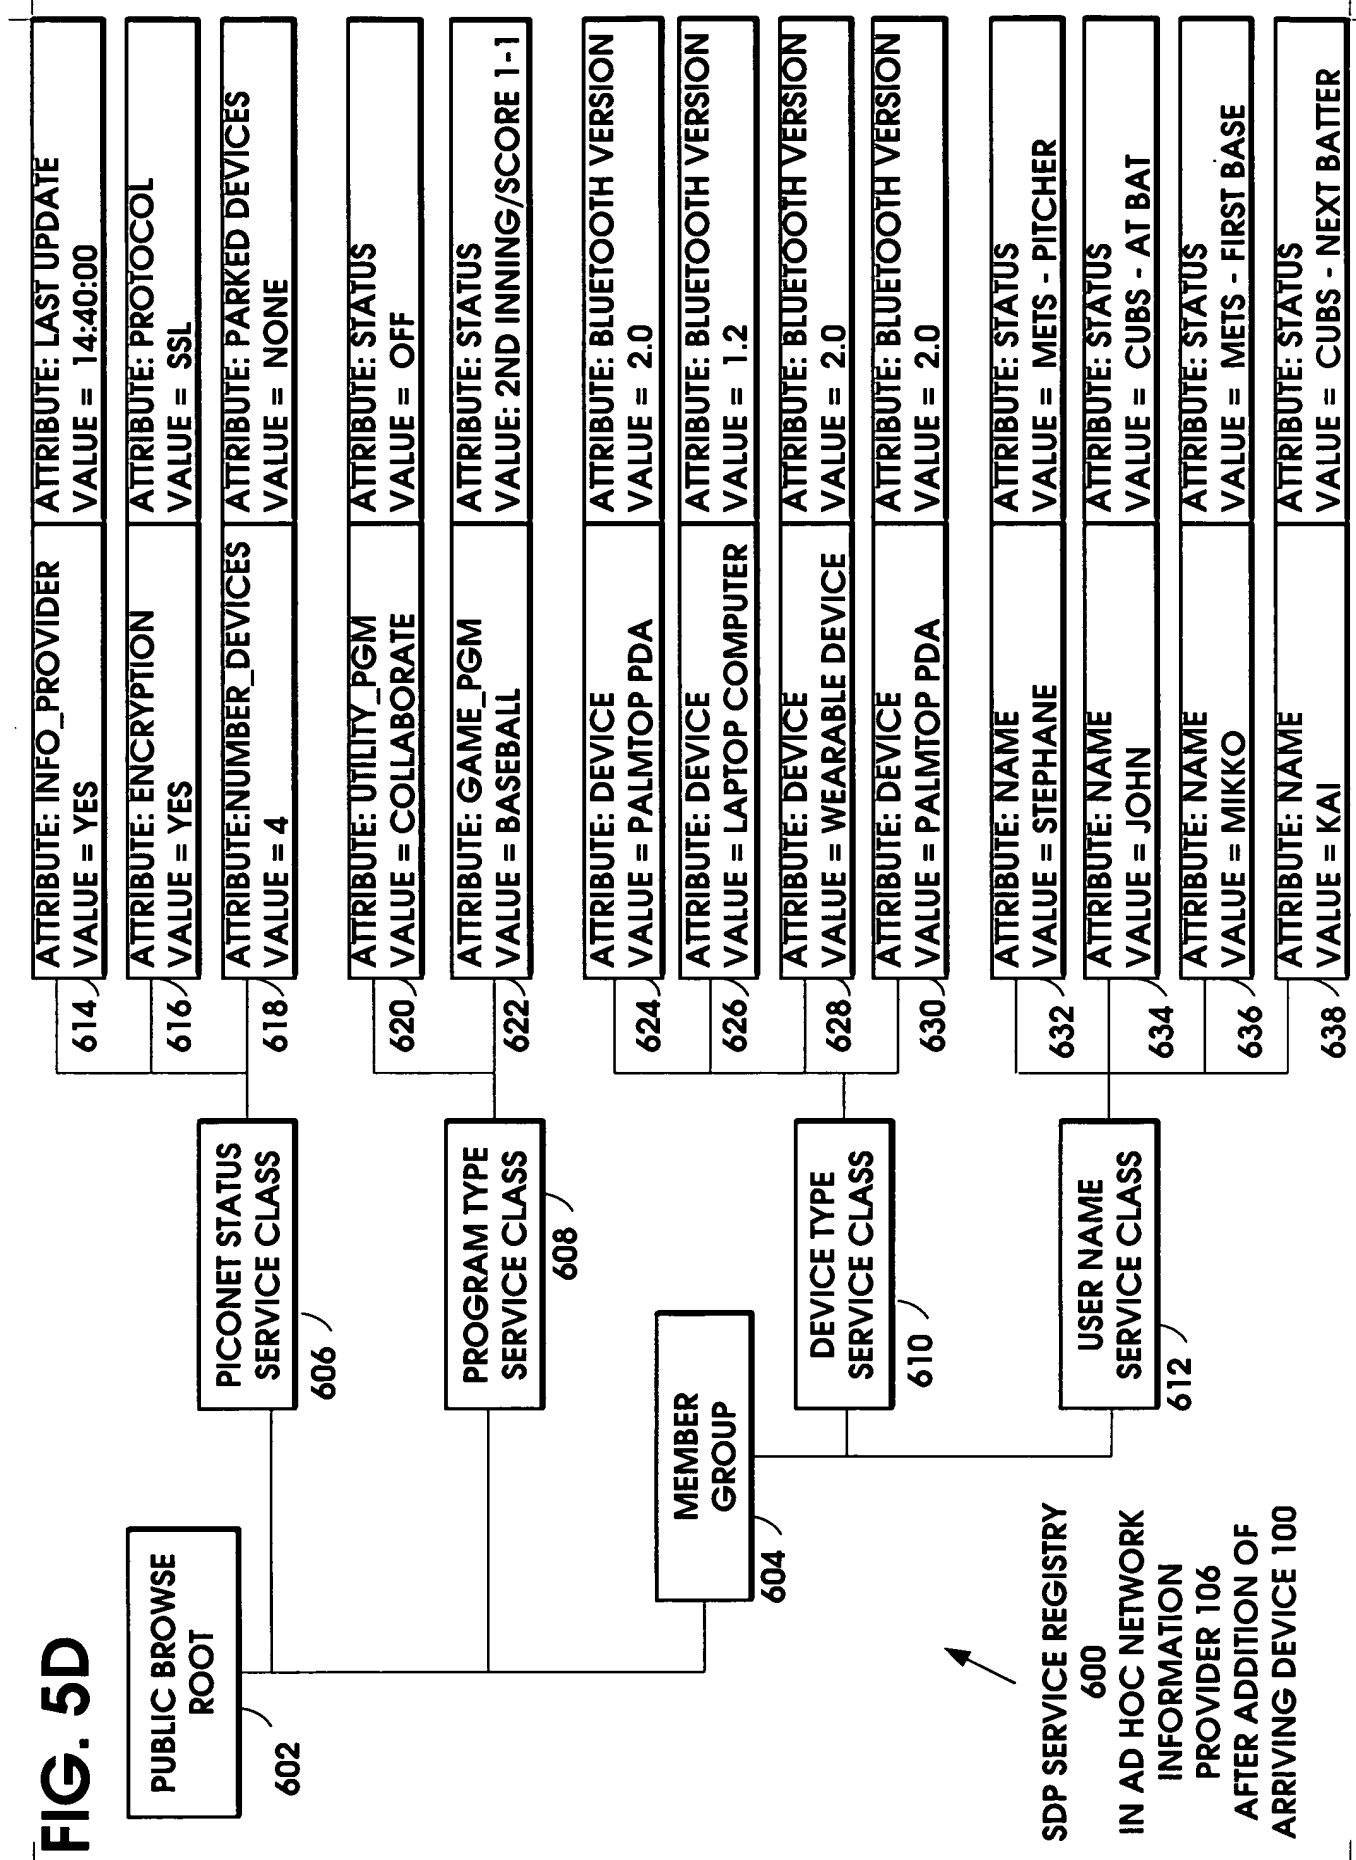 FIG. 5D
PUBLIC BROWSE
ROOT
602
PICONET STATUS
SERVICE CLASS
606
ATTRIBUTE: INFO_PROVIDER
VALUE = YES
ATTRIBUTE: LAST UPDATE
VALUE = 14:40:00
614
ATTRIBUTE: ENCRYPTION
VALUE = YES
ATTRIBUTE: PROTOCOL
VALUE = SSL
616
ATTRIBUTE:NUMBER_DEVICES
VALUE = 4
ATTRIBUTE: PARKED DEVICES
VALUE = NONE
618
PROGRAM TYPE
SERVICE CLASS
608
ATTRIBUTE: UTILITY_PGM
VALUE = COLLABORATE
ATTRIBUTE: STATUS
VALUE = OFF
620
ATTRIBUTE: GAME_PGM
VALUE = BASEBALL
ATTRIBUTE: STATUS
VALUE: 2ND INNING/SCORE 1-1
622
MEMBER
GROUP
604
DEVICE TYPE
SERVICE CLASS
610
ATTRIBUTE: DEVICE
VALUE = PALMTOP PDA
ATTRIBUTE: BLUETOOTH VERSION
VALUE = 2.0
624
ATTRIBUTE: DEVICE
VALUE = LAPTOP COMPUTER
ATTRIBUTE: BLUETOOTH VERSION
VALUE = 1.2
626
ATTRIBUTE: DEVICE
VALUE = WEARABLE DEVICE
ATTRIBUTE: BLUETOOTH VERSION
VALUE = 2.0
628
ATTRIBUTE: DEVICE
VALUE = PALMTOP PDA
ATTRIBUTE: BLUETOOTH VERSION
VALUE = 2.0
630
USER NAME
SERVICE CLASS
612
ATTRIBUTE: NAME
VALUE = STEPHANE
ATTRIBUTE: STATUS
VALUE = METS - PITCHER
632
ATTRIBUTE: NAME
VALUE = JOHN
ATTRIBUTE: STATUS
VALUE = CUBS - AT BAT
634
ATTRIBUTE: NAME
VALUE = MIKKO
ATTRIBUTE: STATUS
VALUE = METS - FIRST BASE
636
ATTRIBUTE: NAME
VALUE = KAI
ATTRIBUTE: STATUS
VALUE = CUBS - NEXT BATTER
638
SDP SERVICE REGISTRY
600
IN AD HOC NETWORK
INFORMATION
PROVIDER 106
AFTER ADDITION OF
ARRIVING DEVICE 100